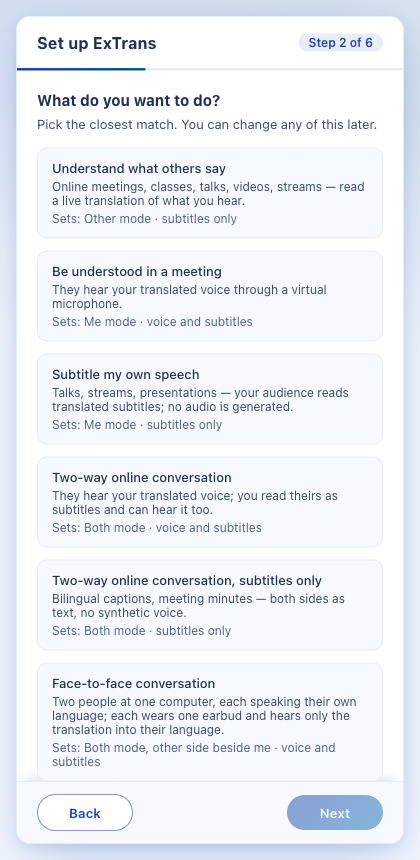 Set up ExTrans
Step 2 of 6
What do you want to do?
Pick the closest match. You can change any of this later.
Understand what others say
Online meetings, classes, talks, videos, streams — read
a live translation of what you hear.
Sets: Other mode · subtitles only
Be understood in a meeting
They hear your translated voice through a virtual
microphone.
Sets: Me mode · voice and subtitles
Subtitle my own speech
Talks, streams, presentations — your audience reads
translated subtitles; no audio is generated.
Sets: Me mode · subtitles only
Two-way online conversation
They hear your translated voice; you read theirs as
subtitles and can hear it too.
Sets: Both mode · voice and subtitles
Two-way online conversation, subtitles only
Bilingual captions, meeting minutes — both sides as
text, no synthetic voice.
Sets: Both mode · subtitles only
Face-to-face conversation
Two people at one computer, each speaking their own
language; each wears one earbud and hears only the
translation into their language.
Sets: Both mode, other side beside me · voice and
subtitles
Back
Next